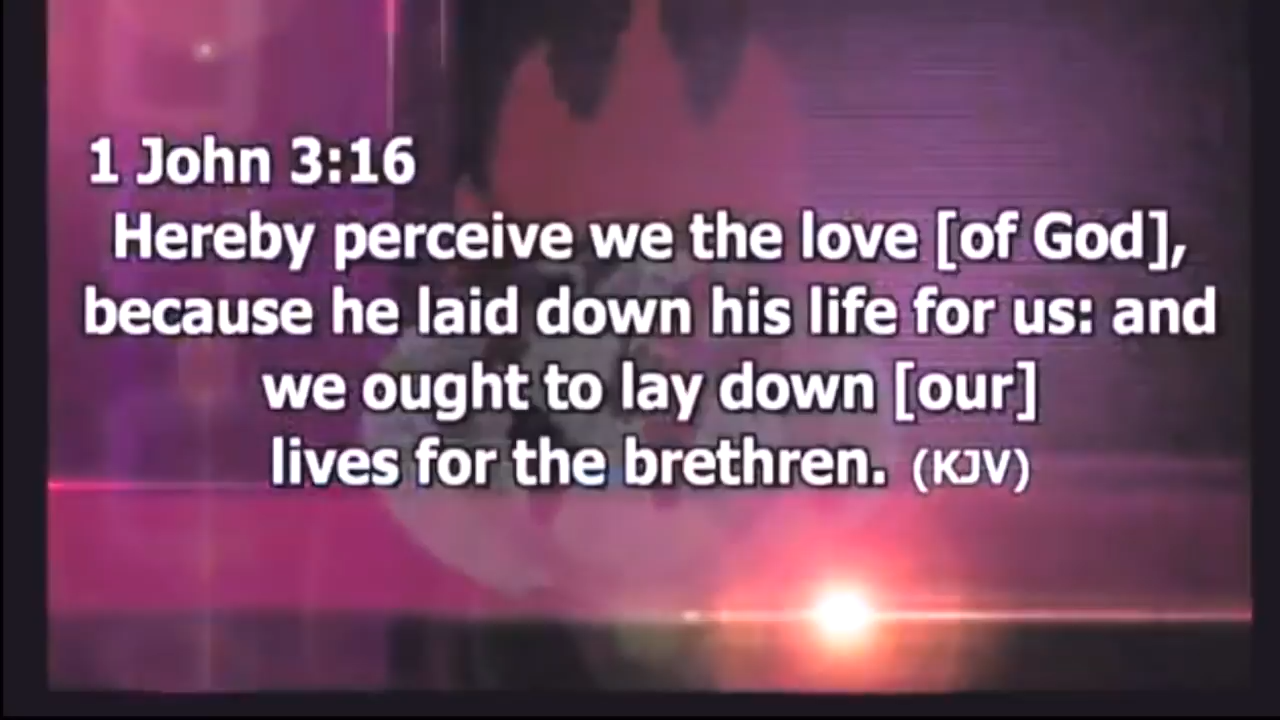 1 John 3:16
Hereby perceive we the love [of God],
because he laid down his life for us: and
we ought to lay down [our]
lives for the brethren. (KJV)